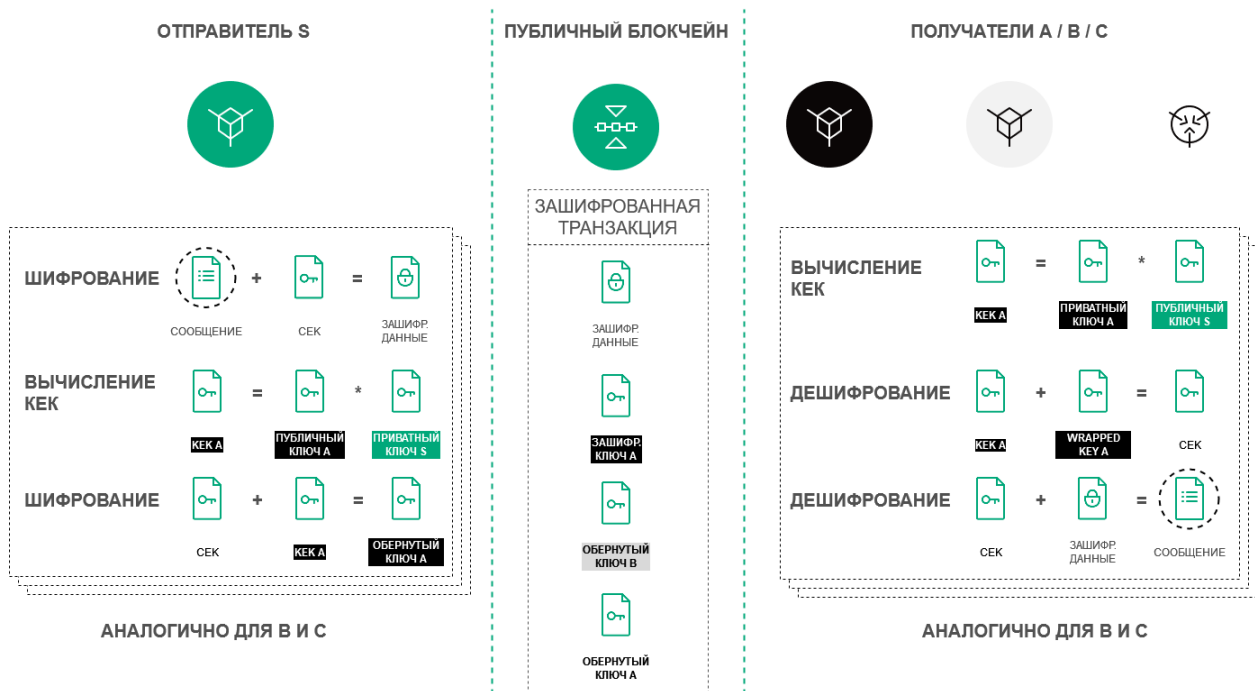 ОТПРАВИТЕЛЬ S
ПУБЛИЧНЫЙ БЛОКЧЕЙН
ПОЛУЧАТЕЛИ A / B / C
ШИФРОВАНИЕ
+
=
СООБЩЕНИЕ
СЕК
ЗАШИФР.
ДАННЫЕ
ВЫЧИСЛЕНИЕ
КЕК
=
*
КЕК А
ПУБЛИЧНЫЙ
КЛЮЧ А
ПРИВАТНЫЙ
КЛЮЧ S
ШИФРОВАНИЕ
+
=
СЕК
КЕК А
ОБЕРНУТЫЙ
КЛЮЧ А
АНАЛОГИЧНО ДЛЯ B И C
ЗАШИФРОВАННАЯ
ТРАНЗАКЦИЯ
ЗАШИФР.
ДАННЫЕ
ЗАШИФР.
КЛЮЧ А
ОБЕРНУТЫЙ
КЛЮЧ B
ОБЕРНУТЫЙ
КЛЮЧ А
ВЫЧИСЛЕНИЕ
КЕК
=
*
КЕК А
ПРИВАТНЫЙ
КЛЮЧ А
ПУБЛИЧНЫЙ
КЛЮЧ S
ДЕШИФРОВАНИЕ
+
=
КЕК А
WRAPPED
KEY A
СЕК
ДЕШИФРОВАНИЕ
+
=
СЕК
ЗАШИФР.
ДАННЫЕ
СООБЩЕНИЕ
АНАЛОГИЧНО ДЛЯ B И C